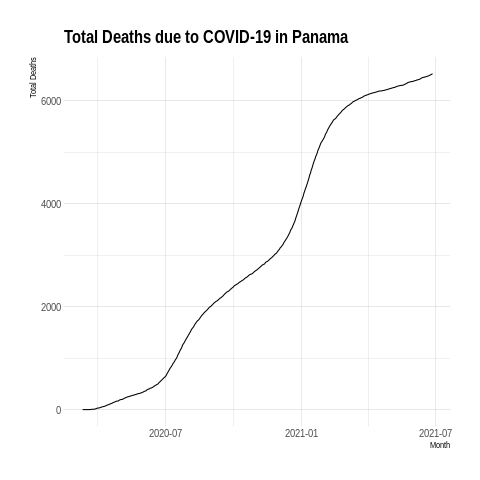 Total Deaths due to COVID-19 in Panama
Total Deaths
6000
4000
2000
0
2020-07
2021-01
2021-07
Month